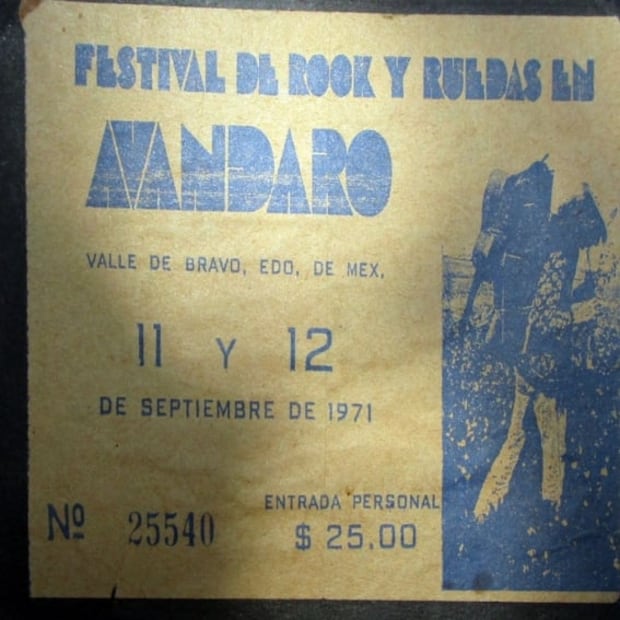 FESTIVAL DE ROCK Y RUEDAS EN
AVANDARO
VALLE DE BRAVO, EDO, DE MEX,
11 Y 12
DE SEPTIEMBRE DE 1971
ENTRADA PERSONAL
Nº 25540 $ 25.00